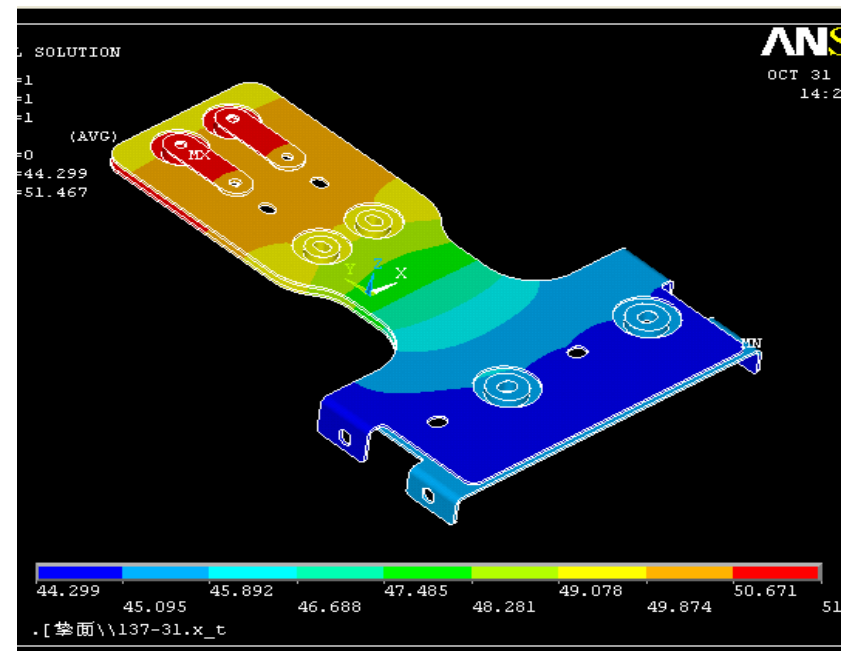 L SOLUTION
ANS
=1
OCT 31
=1
14:2
=1
(AVG)
=0
=44.299
=51.467
MX
Y Z X
MN
44.299 45.892 47.485 49.078 50.671
45.095 46.688 48.281 49.874 51
.[挚面\\137-31.x_t